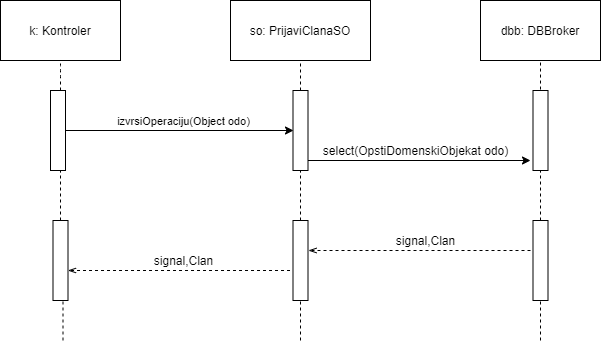 k: Kontroler
so: PrijaviClanaSO
dbb: DBBroker
izvrsiOperaciju(Object odo)
select(OpstiDomenskiObjekat odo)
signal,Clan
signal,Clan